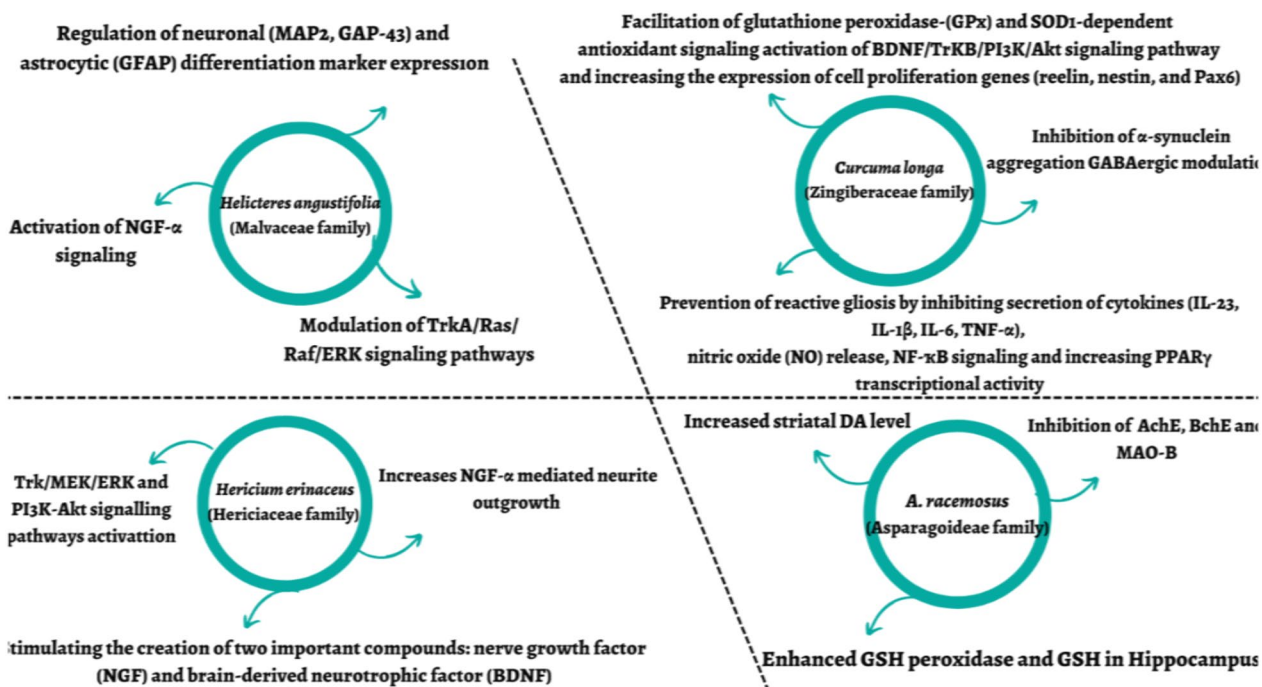 Regulation of neuronal (MAP2, GAP-43) and
astrocytic (GFAP) differentiation marker expression
Helicteres angustifolia
(Malvaceae family)
Activation of NGF-α
signaling
Modulation of TrkA/Ras/
Raf/ERK signaling pathways
Facilitation of glutathione peroxidase-(GPx) and SOD1-dependent
antioxidant signaling activation of BDNF/TrKB/PI3K/Akt signaling pathway
and increasing the expression of cell proliferation genes (reelin, nestin, and Pax6)
Curcuma longa
(Zingiberaceae family)
Inhibition of α-synuclein
aggregation GABAergic modulatio
Prevention of reactive gliosis by inhibiting secretion of cytokines (IL-23,
IL-1β, IL-6, TNF-α),
nitric oxide (NO) release, NF-κB signaling and increasing PPARγ
transcriptional activity
Trk/MEK/ERK and
PI3K-Akt signalling
pathways activattion
Hericium erinaceus
(Hericiaceae family)
Increases NGF-α mediated neurite
outgrowth
timulating the creation of two important compounds: nerve growth factor
(NGF) and brain-derived neurotrophic factor (BDNF)
Increased striatal DA level
Inhibition of AchE, BchE and
MAO-B
A. racemosus
(Asparagoideae family)
Enhanced GSH peroxidase and GSH in Hippocampus